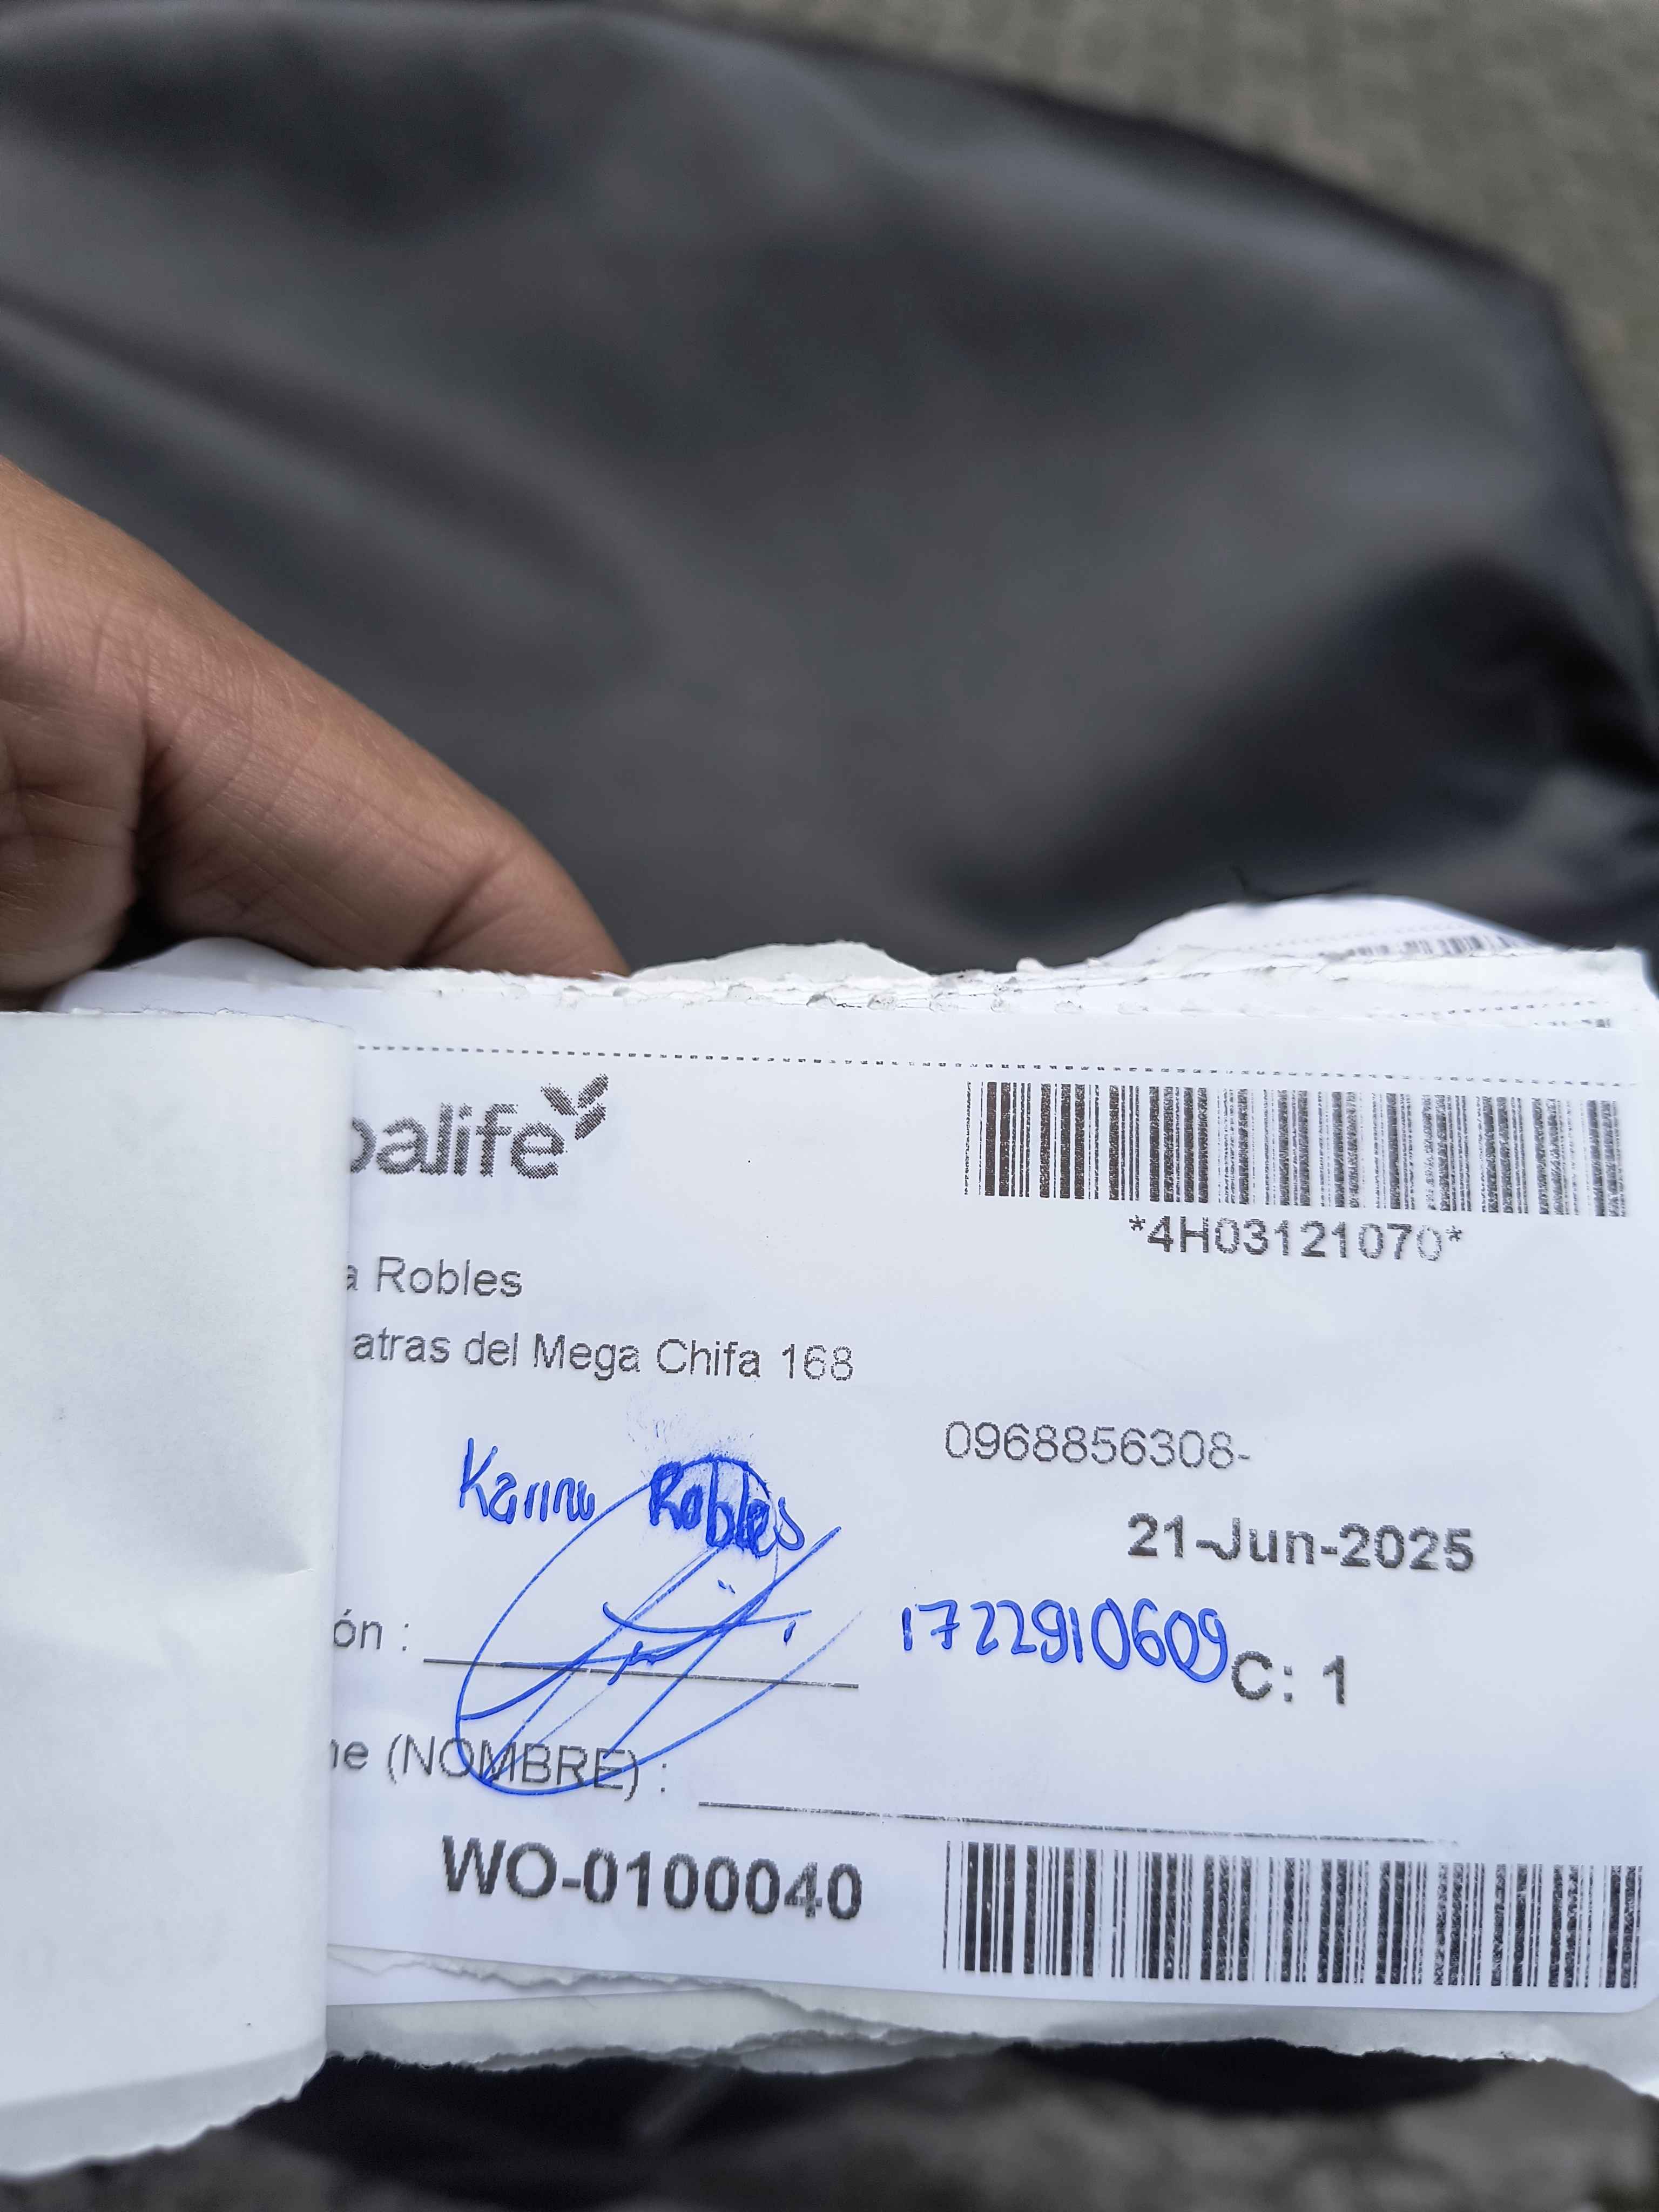 balife
*4H03121070*
a Robles
atras del Mega Chifa 168
0968856308-
Karina Robles
21-Jun-2025
ón :
1722910609
C: 1
ne (NOMBRE) :
WO-0100040